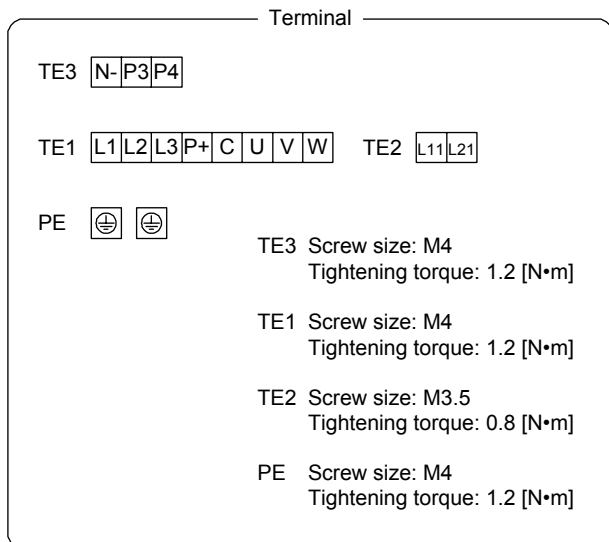 Terminal
TE3 N- P3 P4
TE1 L1 L2 L3 P+ C U V W TE2 L11 L21
PE
TE3 Screw size: M4
Tightening torque: 1.2 [N•m]
TE1 Screw size: M4
Tightening torque: 1.2 [N•m]
TE2 Screw size: M3.5
Tightening torque: 0.8 [N•m]
PE Screw size: M4
Tightening torque: 1.2 [N•m]